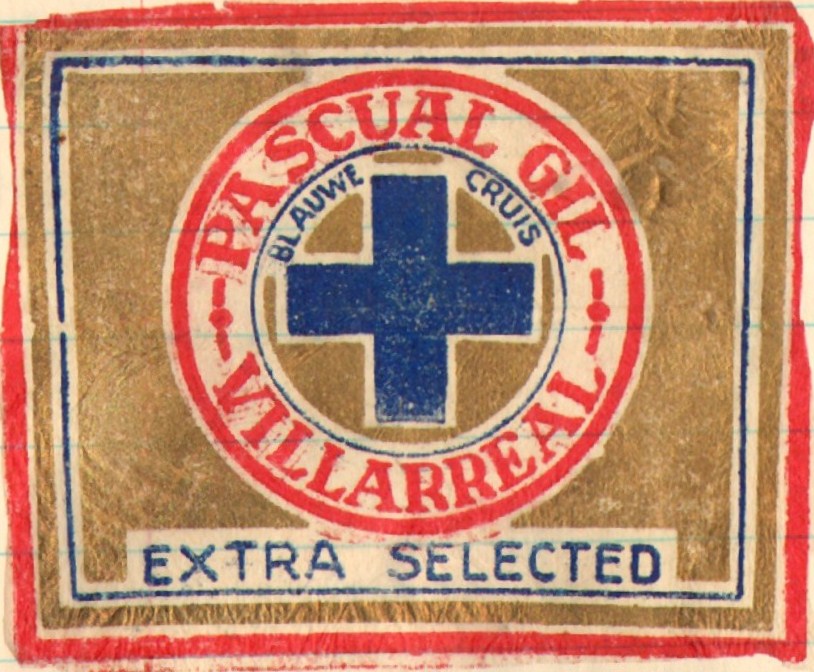 PASCUAL GIL
BLAUWE CRUIS
VILLARREAL
EXTRA SELECTED